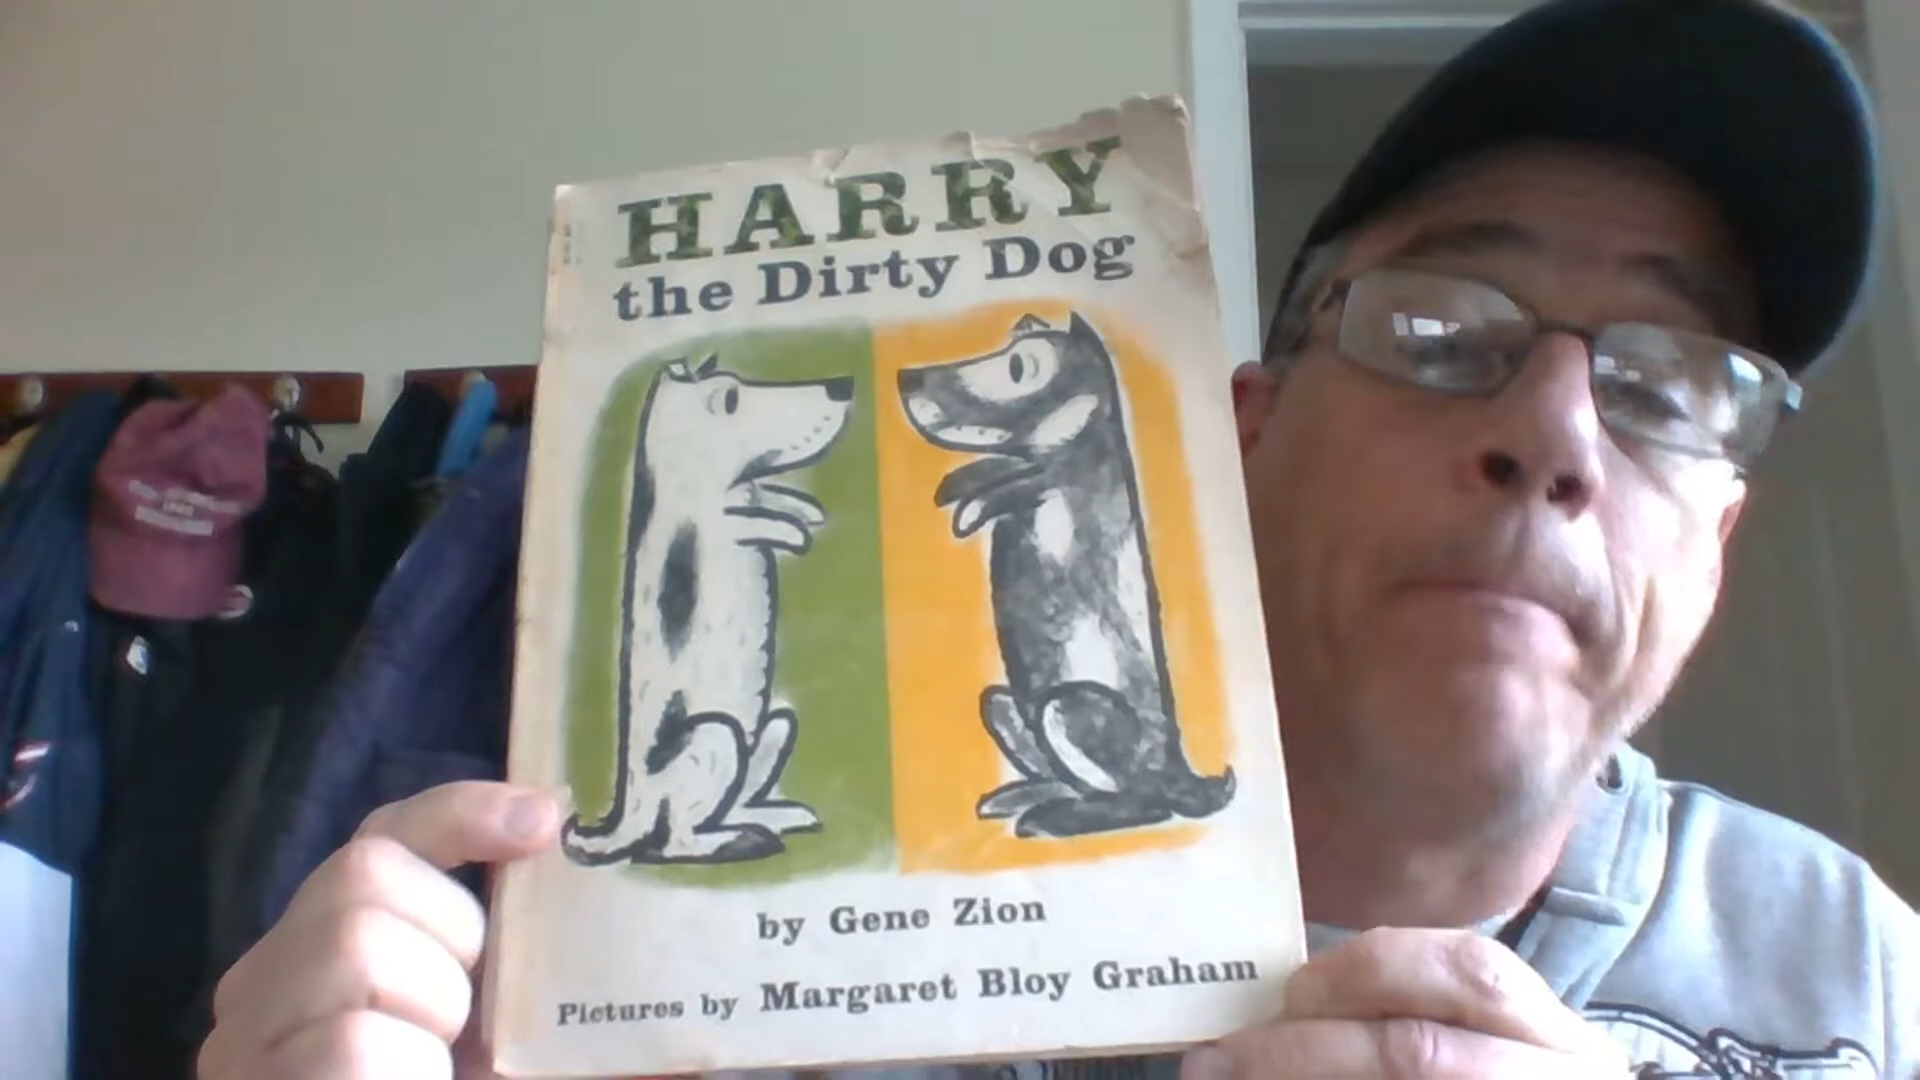 HARRY
the Dirty Dog
by Gene Zion
Pictures by Margaret Bloy Graham